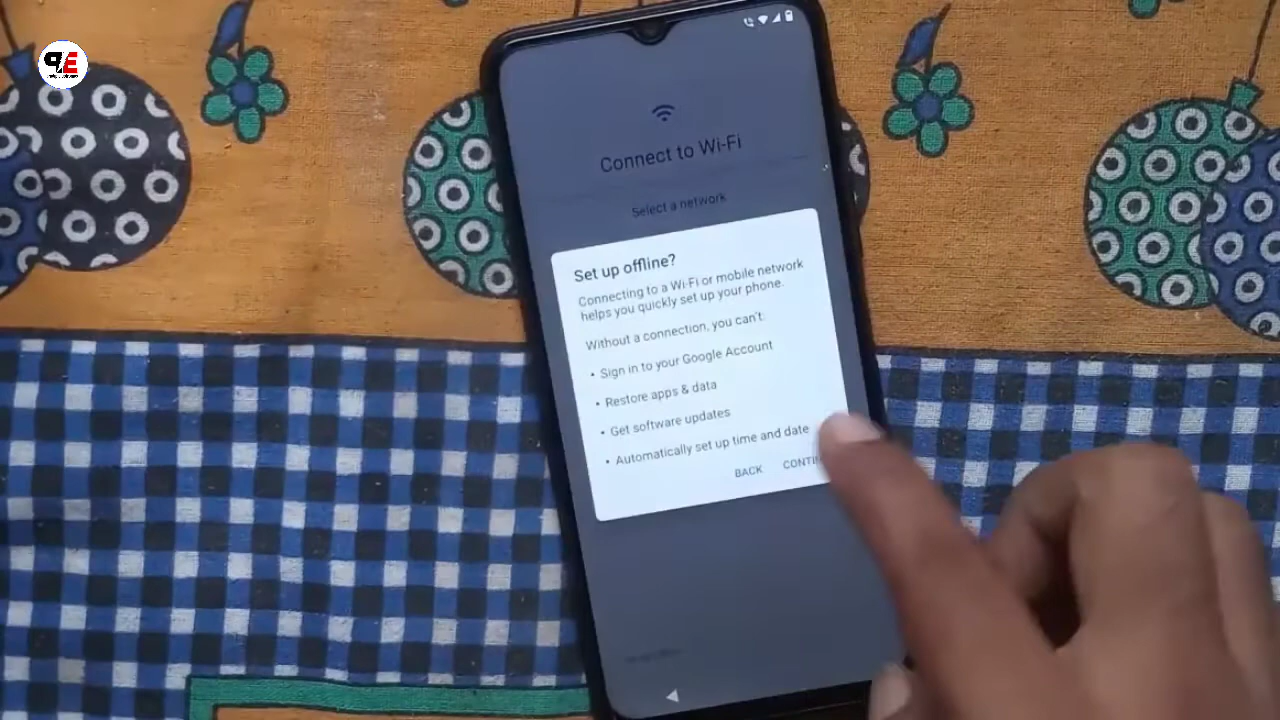 Connect to Wi-Fi
Select a network
Set up offline?
Connecting to a Wi-Fi or mobile network
helps you quickly set up your phone.
Without a connection, you can't:
• Sign in to your Google Account
• Restore apps & data
• Get software updates
• Automatically set up time and date
BACK